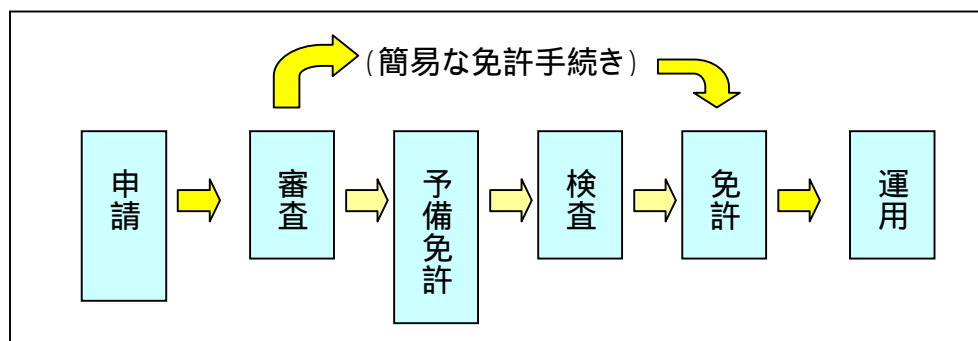 (簡易な免許手続き)
申請
審査
予備免許
検査
免許
運用